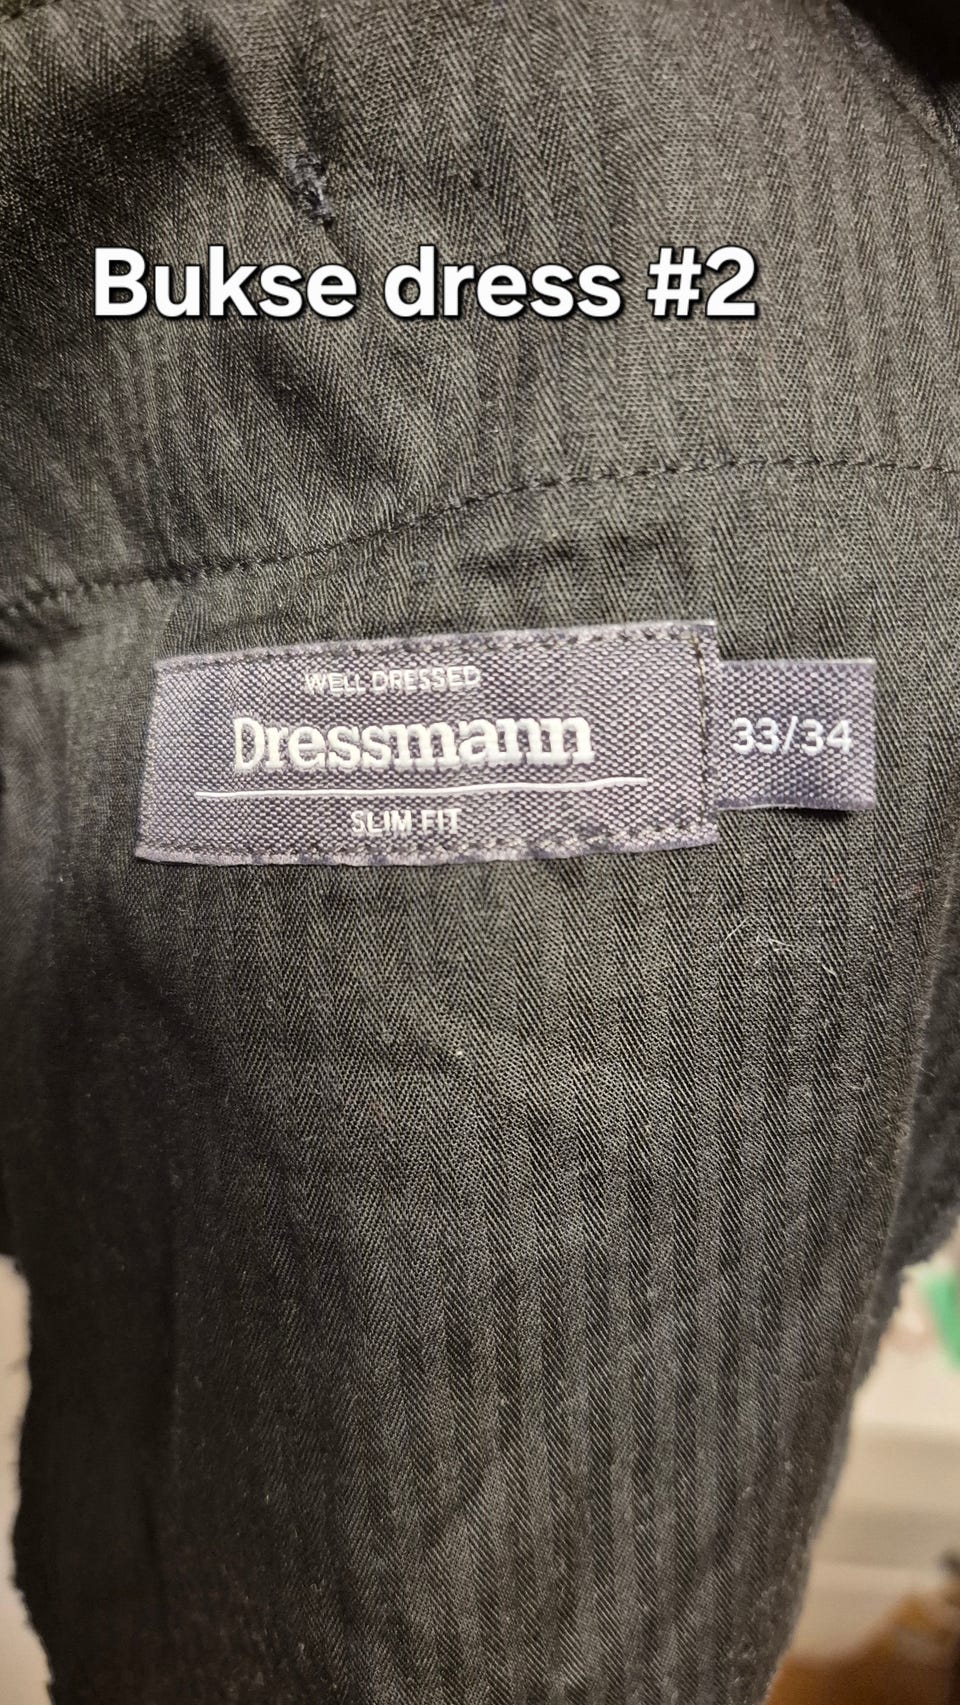 Bukse dress #2
WELL DRESSED
Dressmann
SLIM FIT
33/34